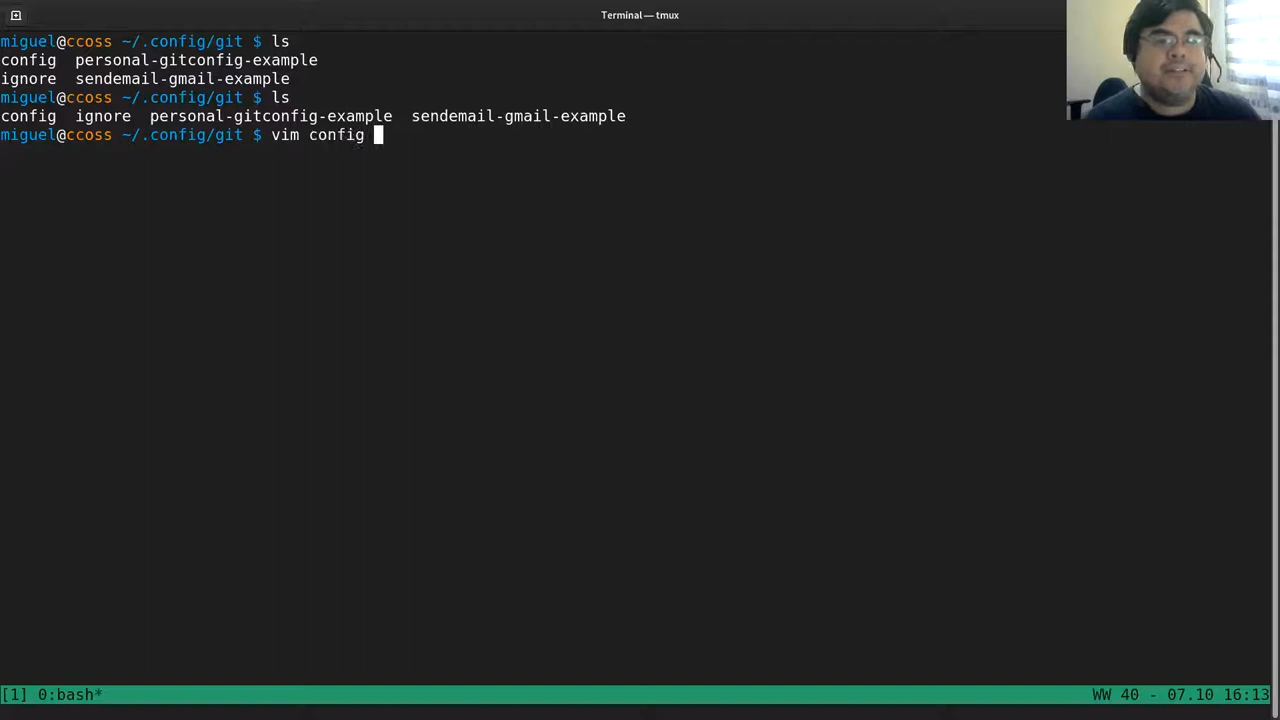 Terminal — tmux
miguel@ccoss ~/.config/git $ ls
config  personal-gitconfig-example
ignore  sendemail-gmail-example
miguel@ccoss ~/.config/git $ ls
config  ignore  personal-gitconfig-example  sendemail-gmail-example
miguel@ccoss ~/.config/git $ vim config
[1] 0:bash* WW 40 - 07.10 16:13